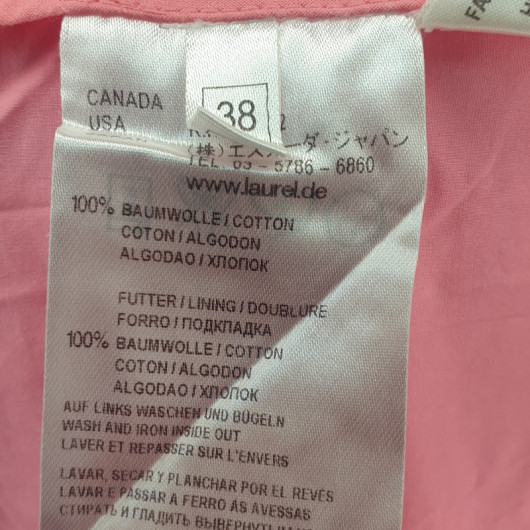 CANADA
USA
38
(株)エス
ーダ・ジャパン
TEL. 03 - 5786 - 6860
www.laurel.de
100% BAUMWOLLE / COTTON
COTON / ALGODON
ALGODAO / ХЛОПОК
FUTTER / LINING / DOUBLURE
FORRO / ПОДКЛАДКА
100% BAUMWOLLE / COTTON
COTON / ALGODON
ALGODAO / ХЛОПОК
AUF LINKS WASCHEN UND BÜGELN
WASH AND IRON INSIDE OUT
LAVER ET REPASSER SUR L'ENVERS
LAVAR, SECAR Y PLANCHAR POR EL REVÉS
LAVAR E PASSAR A FERRO ÀS AVESSAS
СТИРАТЬ И ГЛАДИТЬ
FA